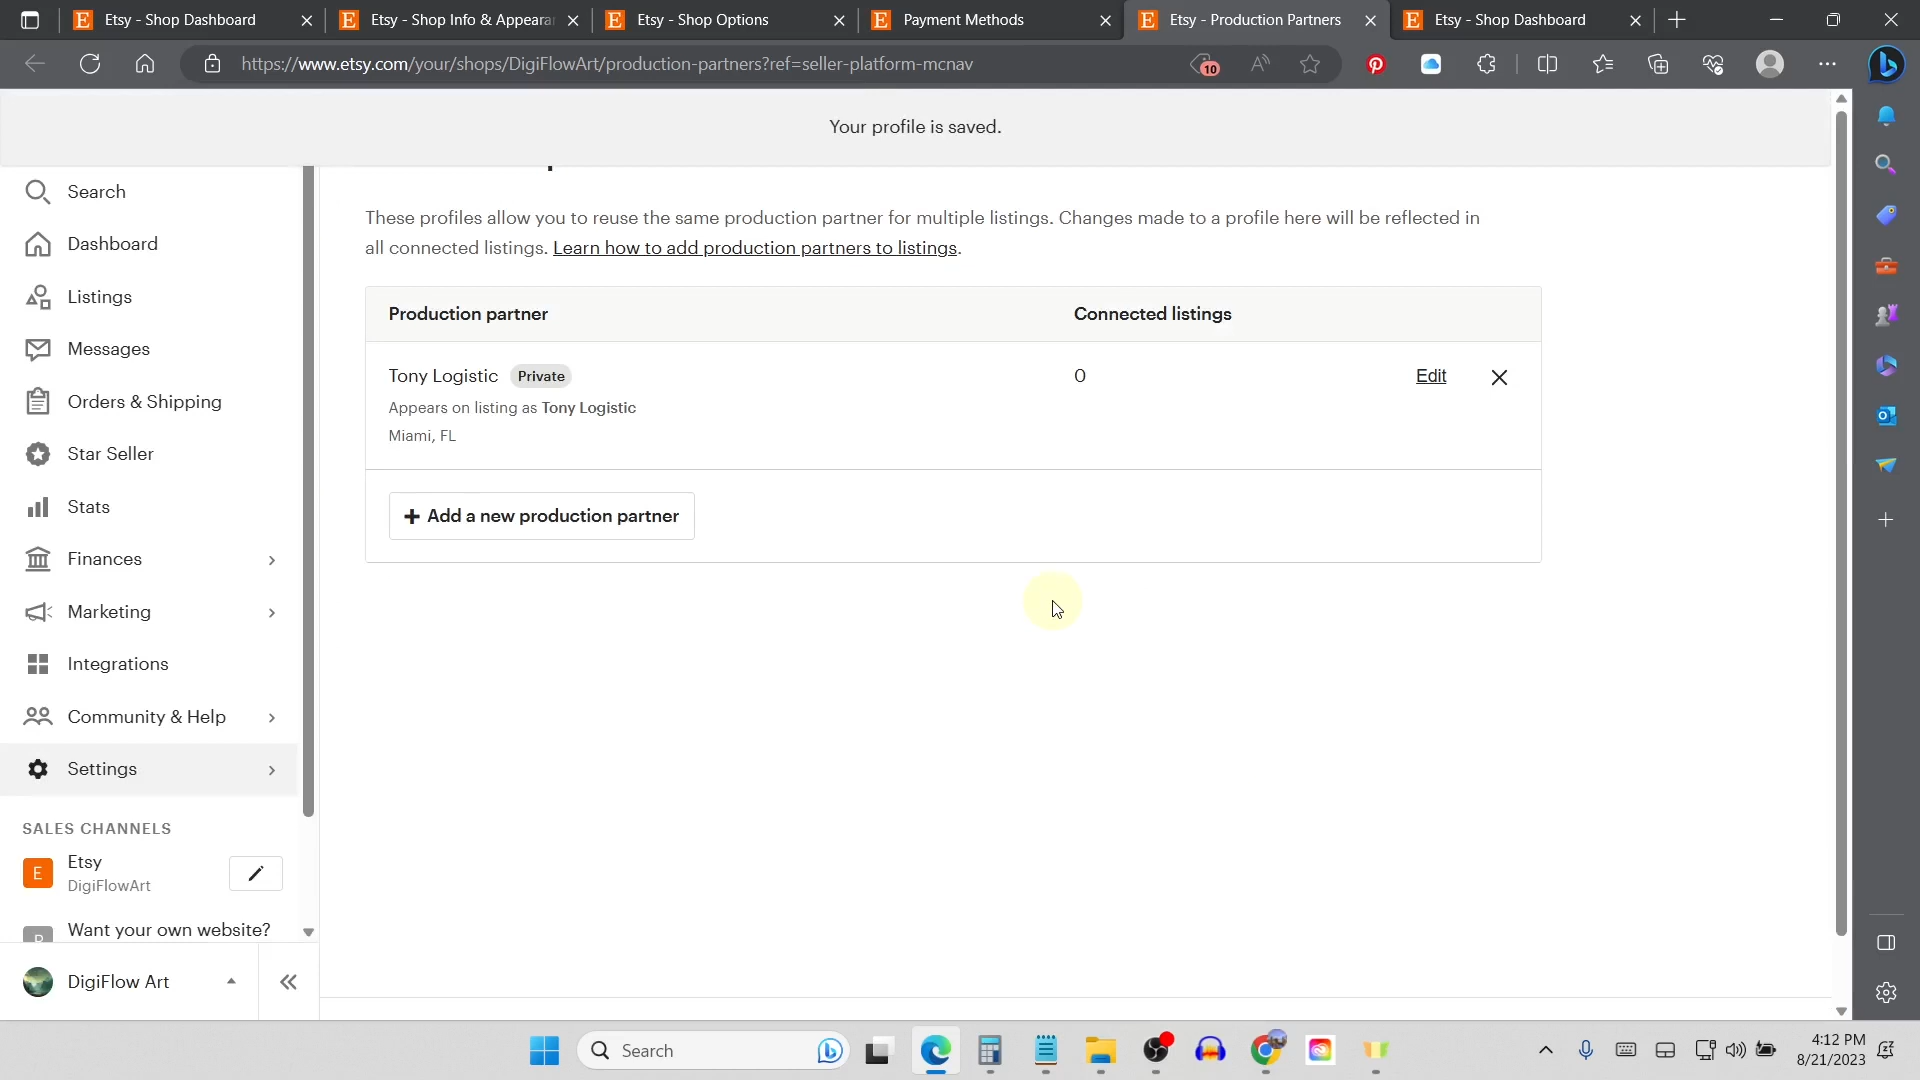 Etsy - Shop Dashboard
Etsy - Shop Info & Appeara
Etsy - Shop Options
Payment Methods
Etsy - Production Partners
Etsy - Shop Dashboard
https://www.etsy.com/your/shops/DigiFlowArt/production-partners?ref=seller-platform-mcnav
10
Your profile is saved.
Search
Dashboard
Listings
Messages
Orders & Shipping
Star Seller
Stats
Finances
Marketing
Integrations
Community & Help
Settings
SALES CHANNELS
E
Etsy
DigiFlowArt
Want your own website?
DigiFlow Art
These profiles allow you to reuse the same production partner for multiple listings. Changes made to a profile here will be reflected in
all connected listings. Learn how to add production partners to listings.
Production partner
Connected listings
Tony Logistic Private
0
Edit
Appears on listing as Tony Logistic
Miami, FL
+ Add a new production partner
Search
4:12 PM
8/21/2023